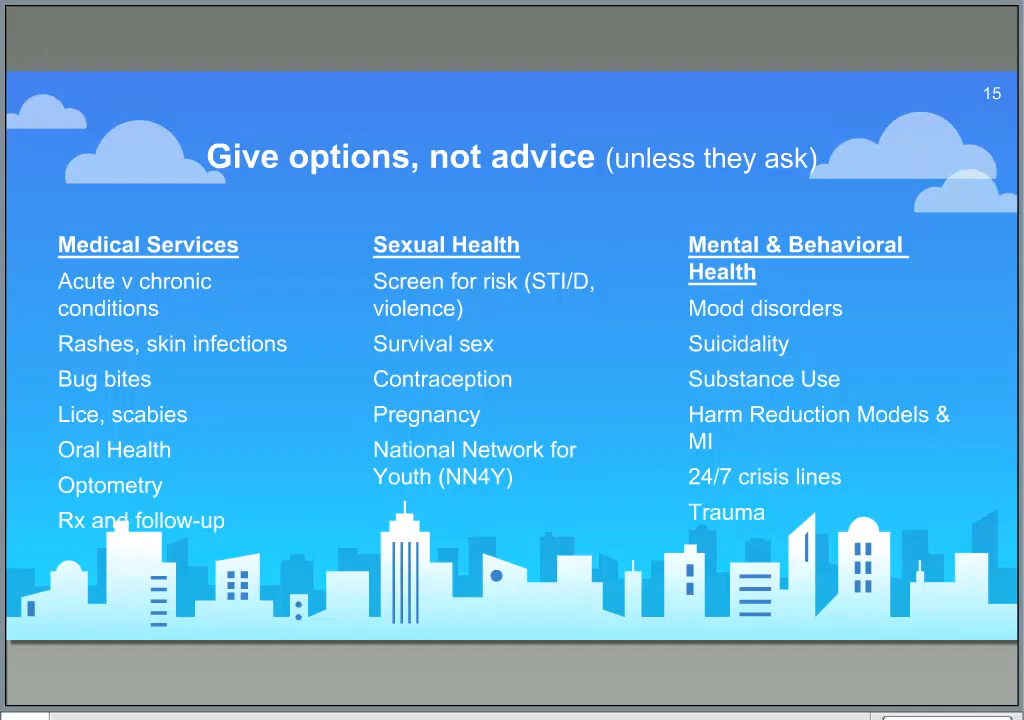 15
Give options, not advice (unless they ask)
Medical Services
Acute v chronic
conditions
Rashes, skin infections
Bug bites
Lice, scabies
Oral Health
Optometry
Rx and follow-up
Sexual Health
Screen for risk (STI/D,
violence)
Survival sex
Contraception
Pregnancy
National Network for
Youth (NN4Y)
Mental & Behavioral
Health
Mood disorders
Suicidality
Substance Use
Harm Reduction Models &
MI
24/7 crisis lines
Trauma